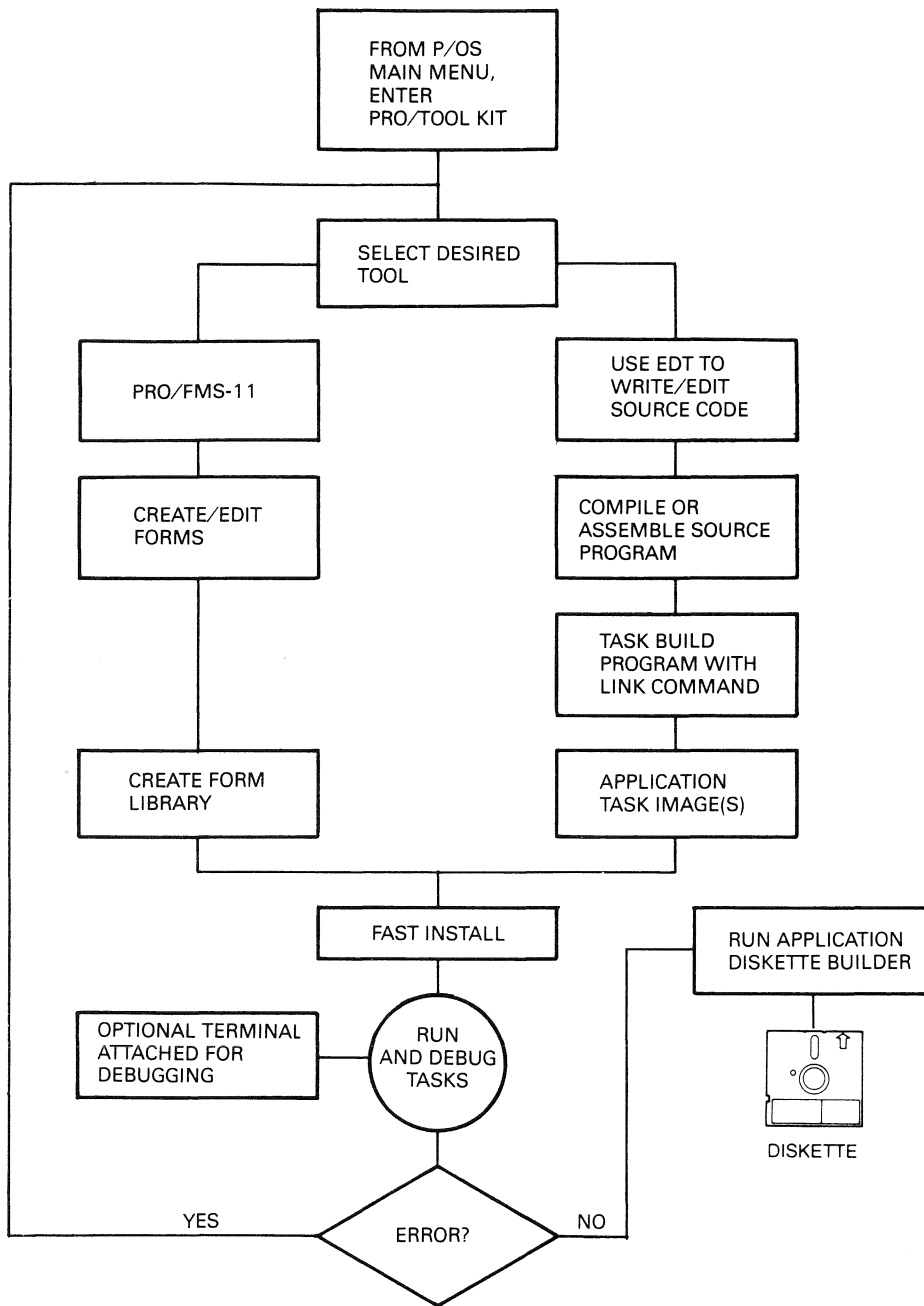 FROM P/OS
MAIN MENU,
ENTER
PRO/TOOL KIT
SELECT DESIRED
TOOL
PRO/FMS-11
USE EDT TO
WRITE/EDIT
SOURCE CODE
CREATE/EDIT
FORMS
COMPILE OR
ASSEMBLE SOURCE
PROGRAM
TASK BUILD
PROGRAM WITH
LINK COMMAND
CREATE FORM
LIBRARY
APPLICATION
TASK IMAGE(S)
FAST INSTALL
RUN APPLICATION
DISKETTE BUILDER
OPTIONAL TERMINAL
ATTACHED FOR
DEBUGGING
RUN
AND DEBUG
TASKS
DISKETTE
YES
ERROR?
NO